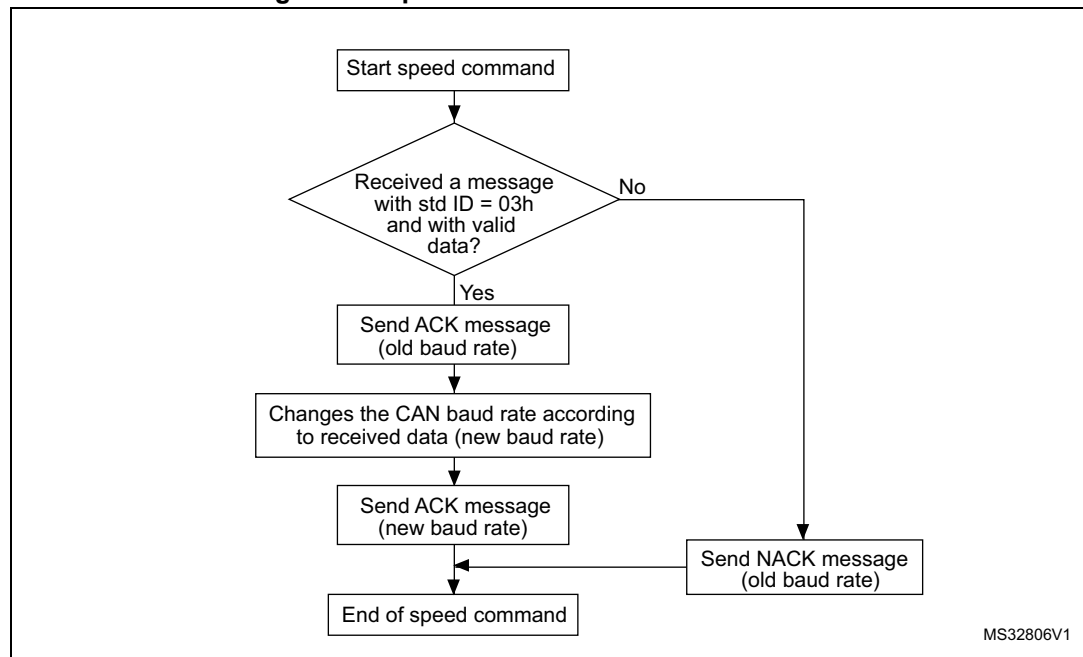 Start speed command
Received a message
with std ID = 03h
and with valid
data?
No
Yes
Send ACK message
(old baud rate)
Changes the CAN baud rate according
to received data (new baud rate)
Send ACK message
(new baud rate)
Send NACK message
(old baud rate)
End of speed command
MS32806V1